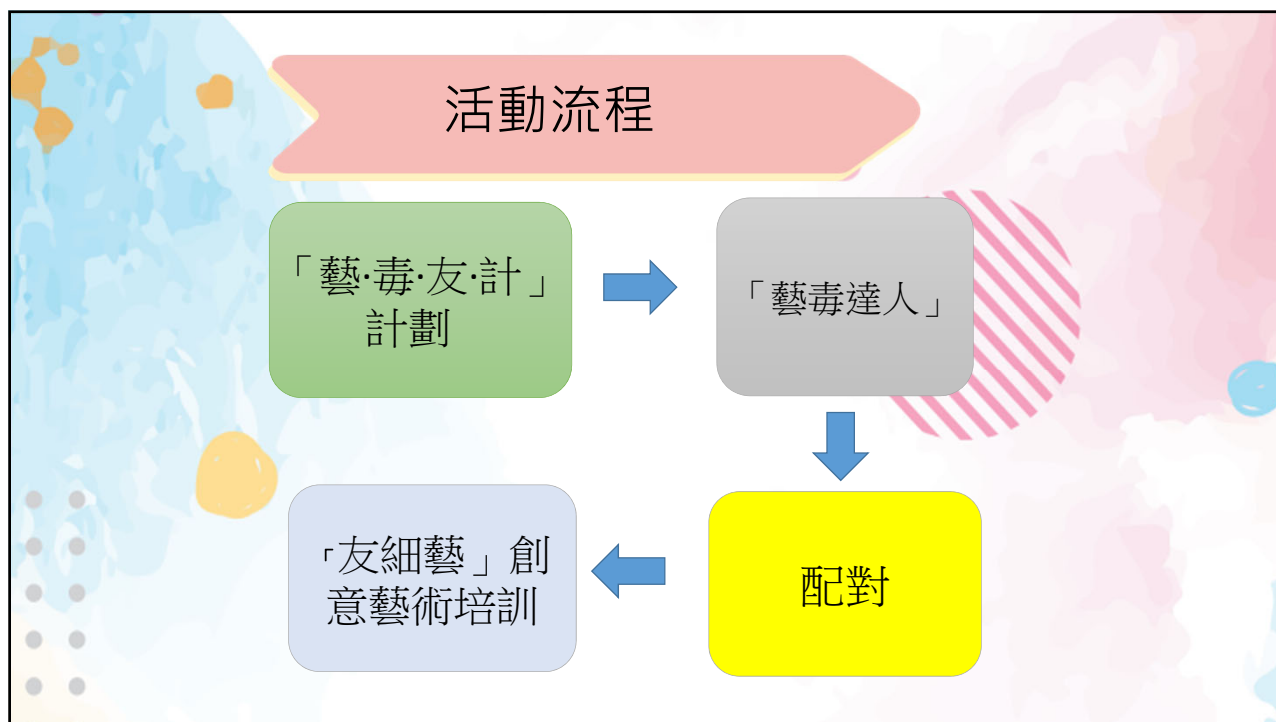 活動流程
「藝·毒·友·計」
計劃
「藝毒達人」
配對
「友細藝」創
意藝術培訓